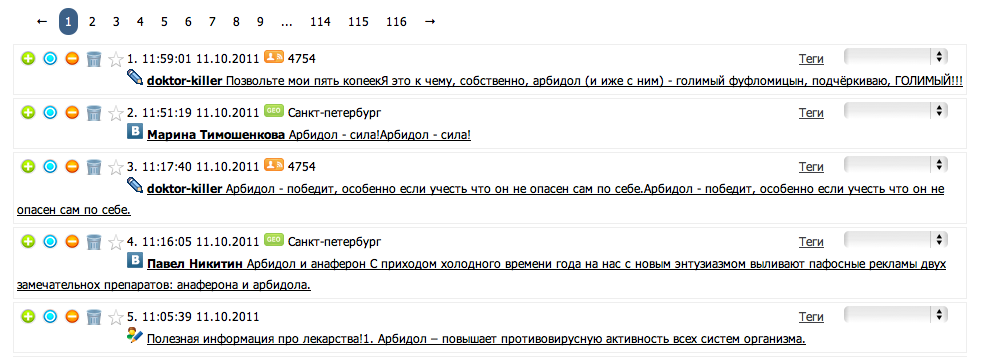 ← 1 2 3 4 5 6 7 8 9 ... 114 115 116 →
1. 11:59:01 11.10.2011 4754 Теги
doktor-killer Позвольте мои пять копеекЯ это к чему, собственно, арбидол (и иже с ним) - голимый фуфломицын, подчёркиваю, ГОЛИМЫЙ!!!
2. 11:51:19 11.10.2011 GEO Санкт-петербург Теги
В Марина Тимошенкова Арбидол - сила!Арбидол - сила!
3. 11:17:40 11.10.2011 4754 Теги
doktor-killer Арбидол - победит, особенно если учесть что он не опасен сам по себе.Арбидол - победит, особенно если учесть что он не
опасен сам по себе.
4. 11:16:05 11.10.2011 GEO Санкт-петербург Теги
В Павел Никитин Арбидол и анаферон С приходом холодного времени года на нас с новым энтузиазмом выливают пафосные рекламы двух
замечательнох препаратов: анаферона и арбидола.
5. 11:05:39 11.10.2011 Теги
Полезная информация про лекарства!1. Арбидол – повышает противовирусную активность всех систем организма.